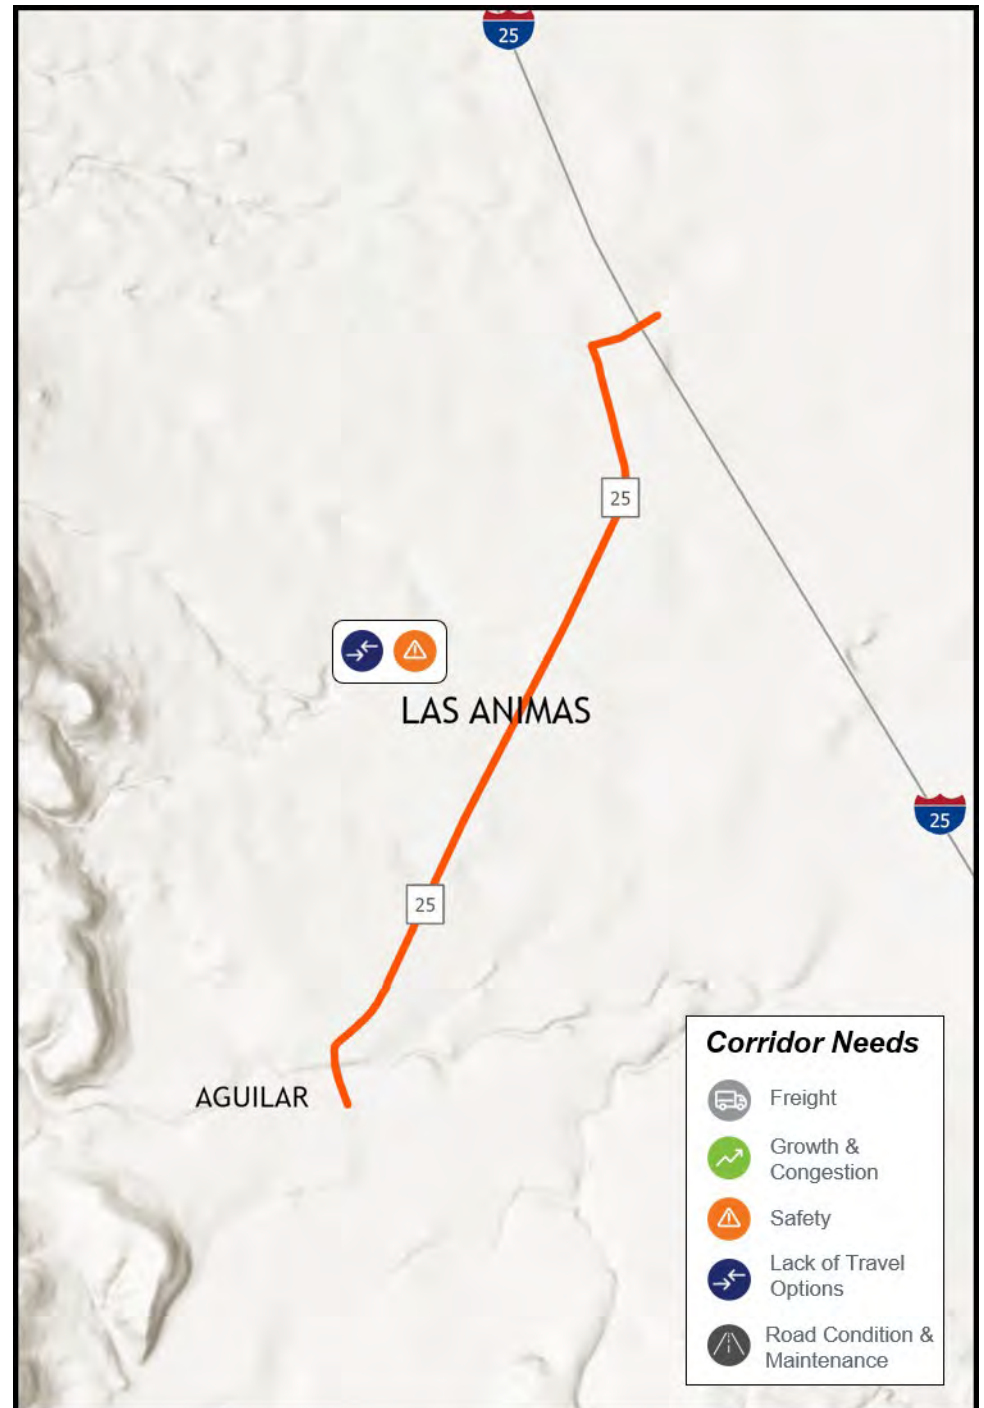 25
25
LAS ANIMAS
25
25
AGUILAR
Corridor Needs
Freight
Growth &
Congestion
Safety
Lack of Travel
Options
Road Condition &
Maintenance